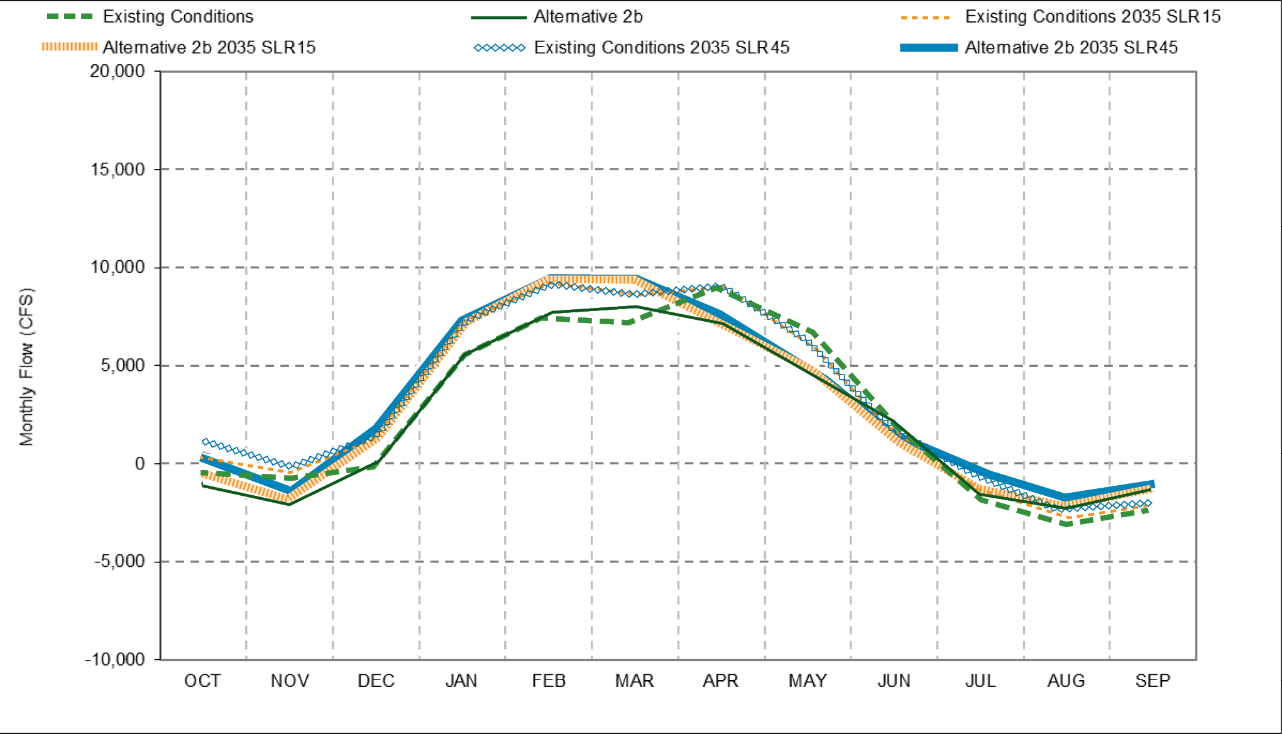 Existing Conditions Alternative 2b Existing Conditions 2035 SLR15
Alternative 2b 2035 SLR15 Existing Conditions 2035 SLR45 Alternative 2b 2035 SLR45
20,000
15,000
10,000
5,000
0
-5,000
-10,000
Monthly Flow (CFS)
OCT NOV DEC JAN FEB MAR APR MAY JUN JUL AUG SEP